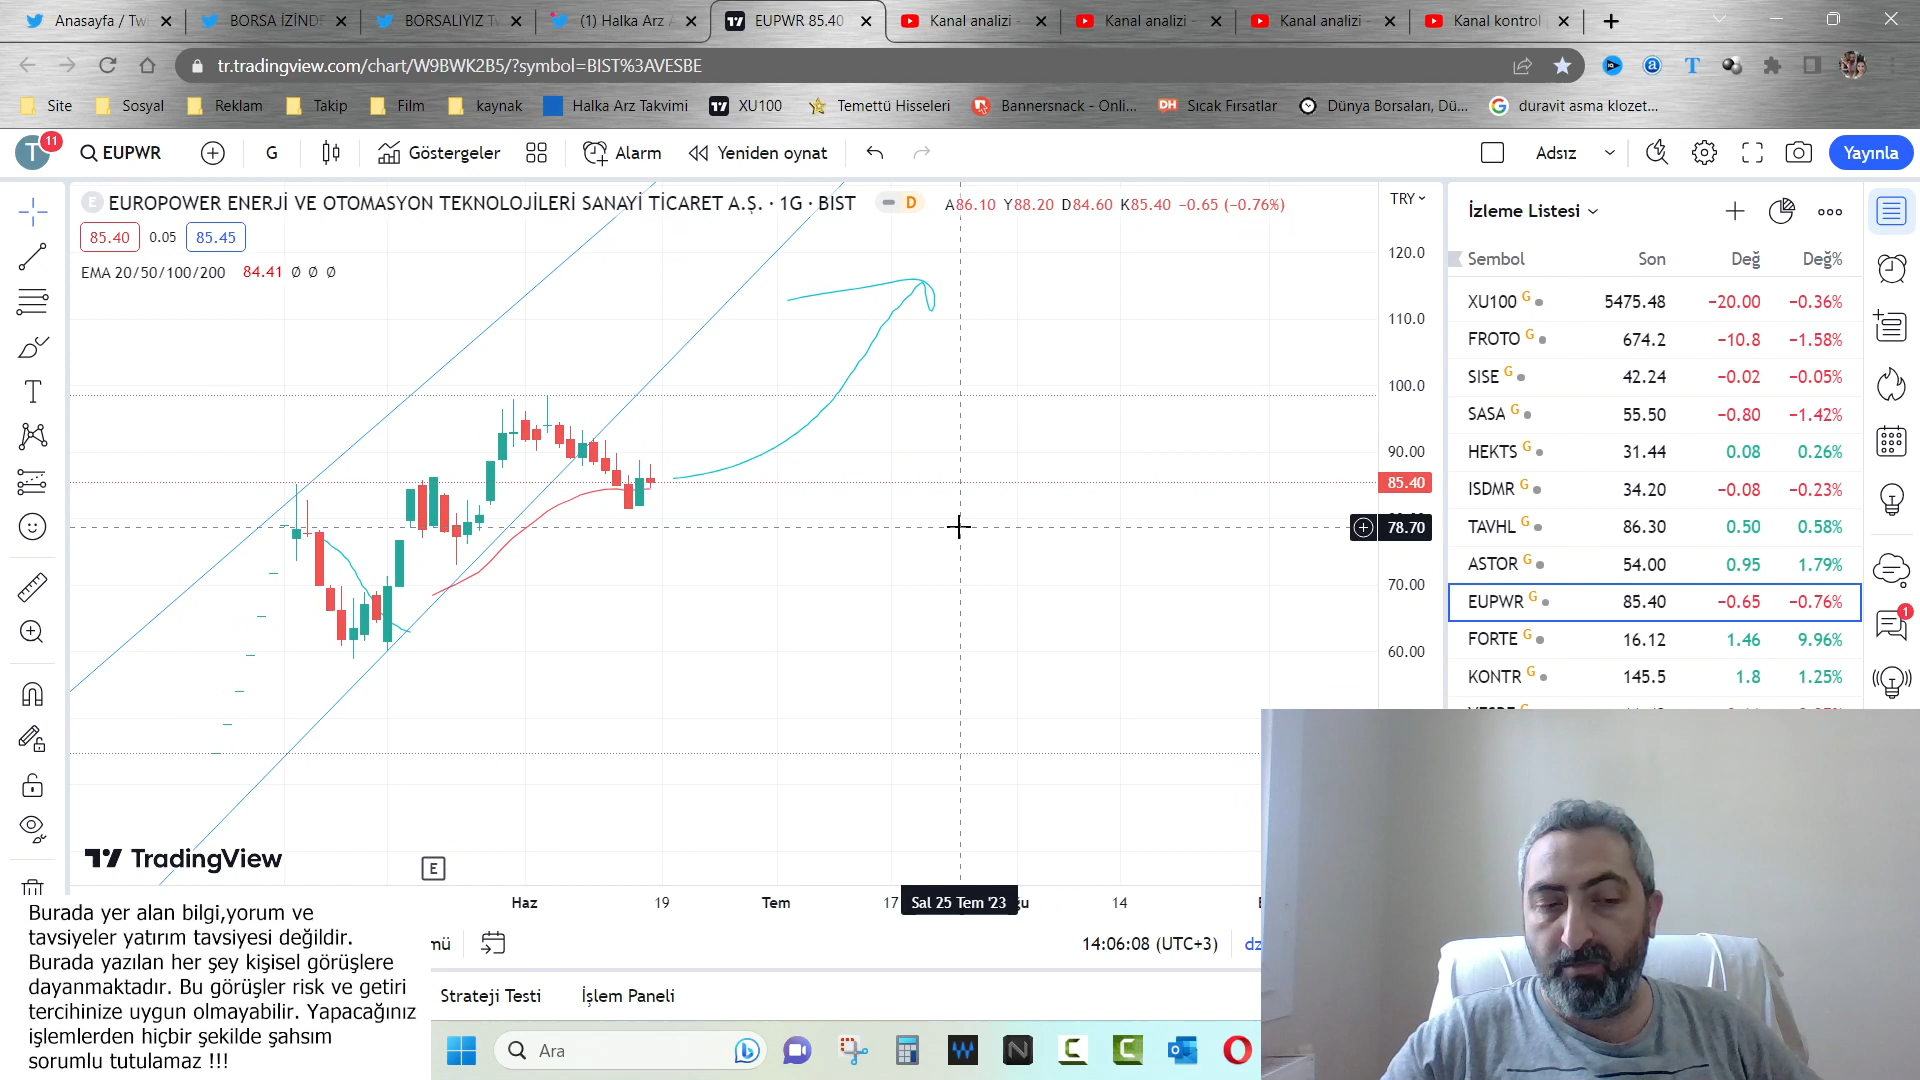 Anasayfa / Tw
BORSA İZİNDE
BORSALIYIZ Tw
(1) Halka Arz A
EUPWR 85.40
Kanal analizi -
Kanal analizi -
Kanal analizi -
Kanal kontrol
tr.tradingview.com/chart/W9BWK2B5/?symbol=BIST%3AVESBE
Site
Sosyal
Reklam
Takip
Film
kaynak
Halka Arz Takvimi
XU100
Temettü Hisseleri
Bannersnack - Onli...
DH Sıcak Fırsatlar
Dünya Borsaları, Dü...
duravit asma klozet...
T 11
EUPWR
G
Göstergeler
Alarm
Yeniden oynat
Adsız
Yayınla
E EUROPOWER ENERJİ VE OTOMASYON TEKNOLOJİLERİ SANAYİ TİCARET A.Ş. · 1G · BIST
D
A86.10 Y88.20 D84.60 K85.40 −0.65 (−0.76%)
TRY
85.40 0.05 85.45
EMA 20/50/100/200 84.41 Ø Ø Ø
120.0
110.0
100.0
90.00
85.40
78.70
70.00
60.00
İzleme Listesi
Sembol Son Değ Değ%
XU100 G 5475.48 −20.00 −0.36%
FROTO G 674.2 −10.8 −1.58%
SISE G 42.24 −0.02 −0.05%
SASA G 55.50 −0.80 −1.42%
HEKTS G 31.44 0.08 0.26%
ISDMR G 34.20 −0.08 −0.23%
TAVHL G 86.30 0.50 0.58%
ASTOR G 54.00 0.95 1.79%
EUPWR G 85.40 −0.65 −0.76%
FORTE G 16.12 1.46 9.96%
KONTR G 145.5 1.8 1.25%
1
TradingView
E
Haz
19
Tem
17
Sal 25 Tem '23
14
14:06:08 (UTC+3)
Strateji Testi
İşlem Paneli
Ara
Burada yer alan bilgi,yorum ve
tavsiyeler yatırım tavsiyesi değildir.
Burada yazılan her şey kişisel görüşlere
dayanmaktadır. Bu görüşler risk ve getiri
tercihinize uygun olmayabilir. Yapacağınız
işlemlerden hiçbir şekilde şahsım
sorumlu tutulamaz !!!